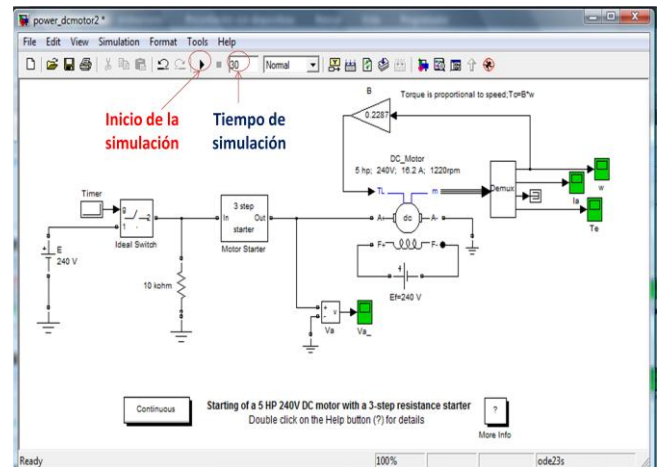 power_dcmotor2 *
File Edit View Simulation Format Tools Help
30 Normal
Inicio de la
simulación
Tiempo de
simulación
B
0.2287
Torque is proportional to speed;To=B*w
DC_Motor
5 hp; 240V; 16.2 A; 1220rpm
TL m
Demux
w
Ia
Te
Timer
g 2
1
Ideal Switch
E
240 V
3 step
In Out
starter
Motor Starter
10 kohm
A+ dc A-
F+ F-
Ef=240 V
+ v
-
Va
Va_
Continuous
Starting of a 5 HP 240V DC motor with a 3-step resistance starter
Double click on the Help button (?) for details
?
More Info
Ready 100% ode23s